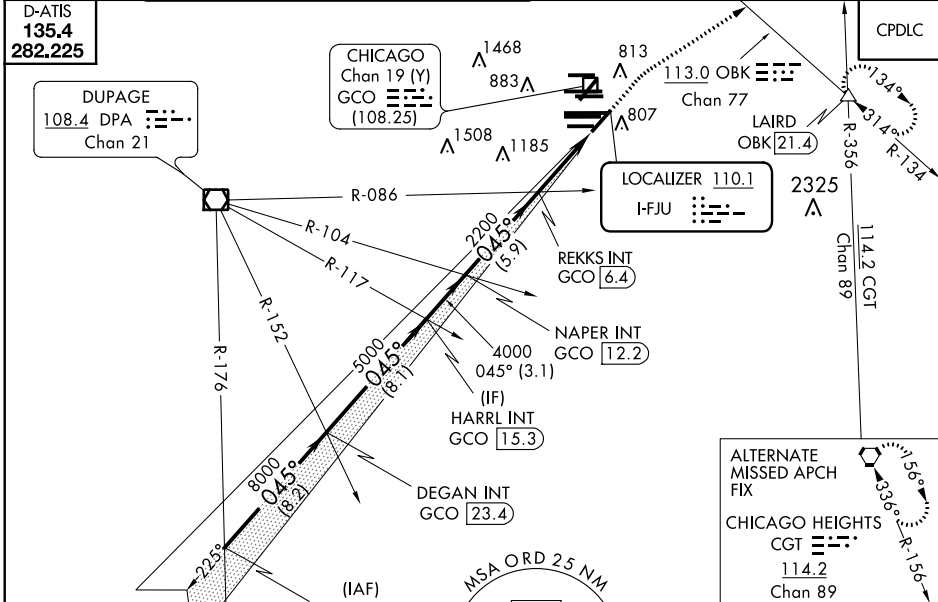 D-ATIS
135.4
282.225
CPDLC
CHICAGO
Chan 19 (Y)
GCO
(108.25)
1468
883
813
807
1508
1185
113.0 OBK
Chan 77
134°
314°
R-134
LAIRD
OBK 21.4
R-356
DUPAGE
108.4 DPA
Chan 21
LOCALIZER 110.1
I-FJU
2325
114.2 CGT
Chan 89
R-086
R-104
R-117
R-152
R-176
2200
045°
(5.9)
REKKS INT
GCO 6.4
NAPER INT
GCO 12.2
4000
045° (3.1)
(IF)
HARRL INT
GCO 15.3
5000
045°
(8.1)
DEGAN INT
GCO 23.4
8000
045°
(8.2)
225°
(IAF)
MSA ORD 25 NM
ALTERNATE
MISSED APCH
FIX
CHICAGO HEIGHTS
CGT
114.2
Chan 89
156°
336°
R-156